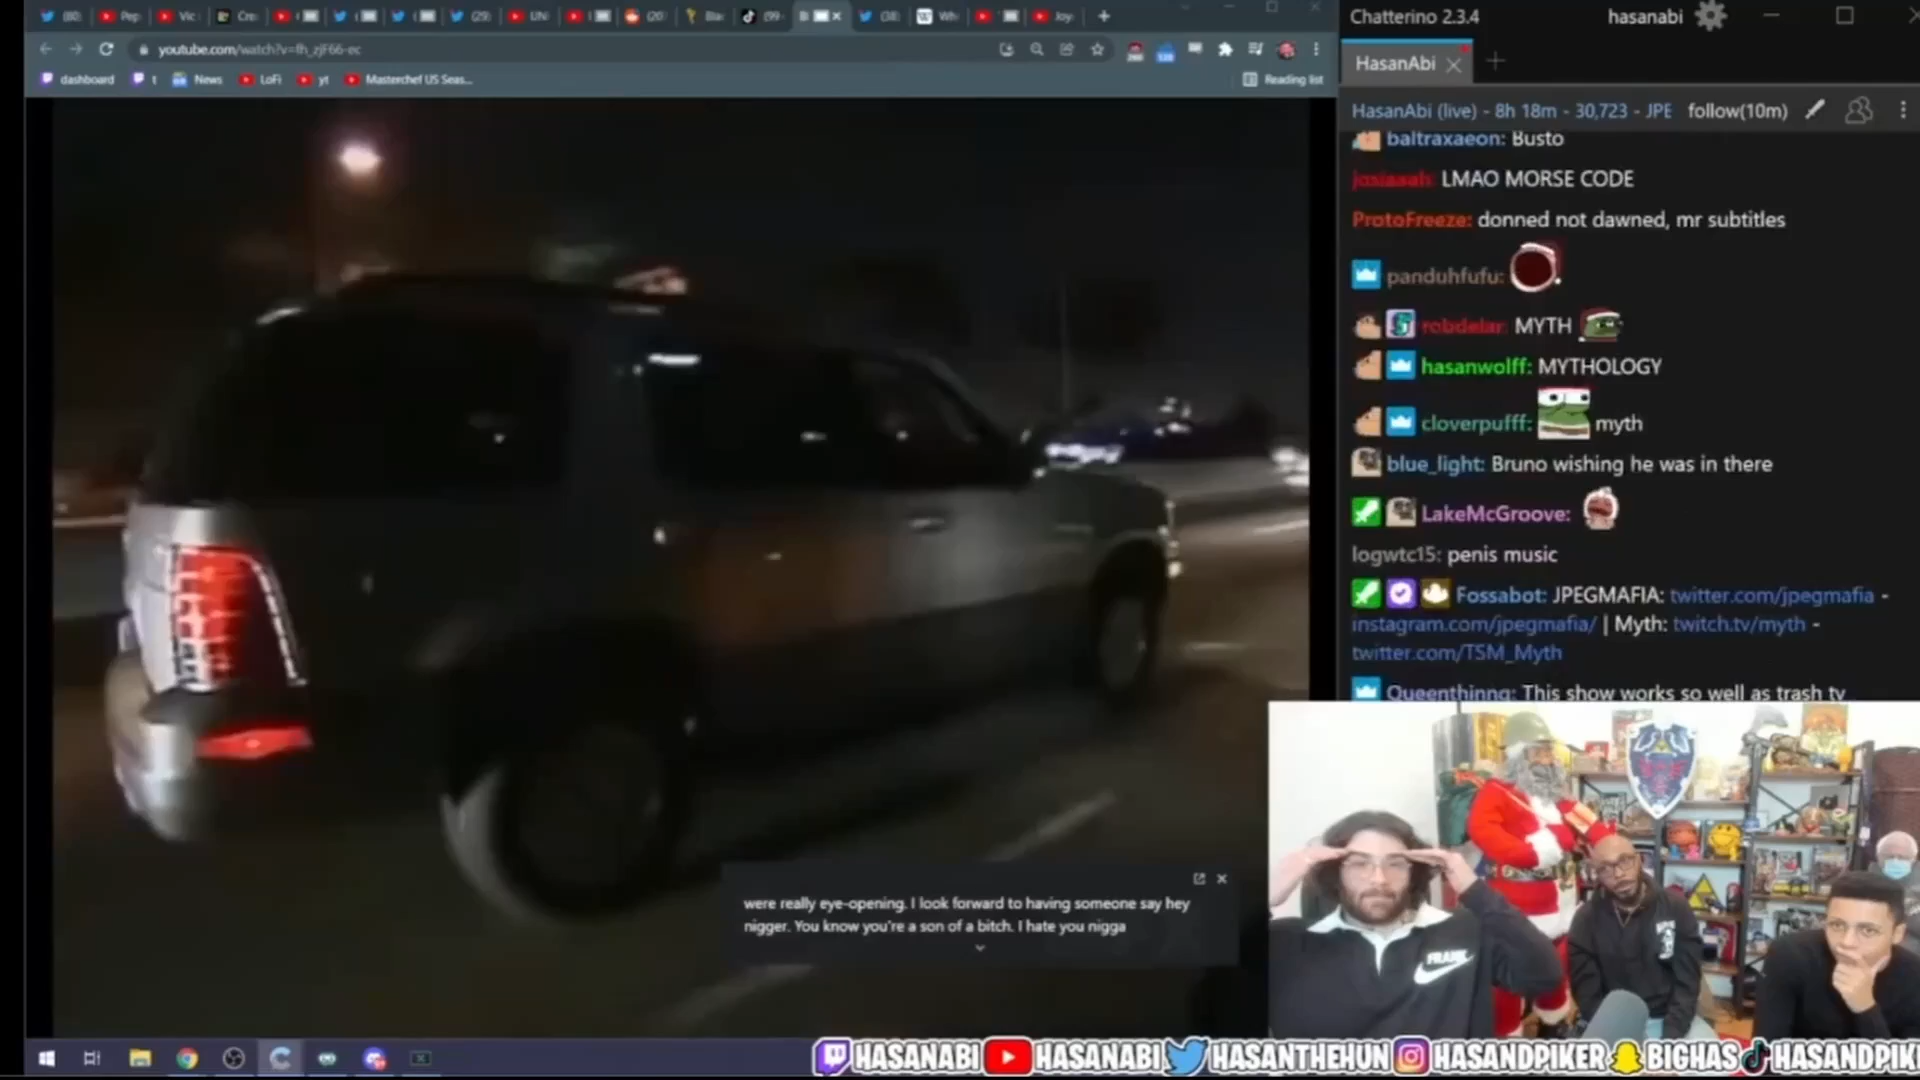 youtube.com/watch?v=fh_zjF66-ec
dashboard
t
News
LoFi
yt
Masterchef US Seas...
Reading list
Chatterino 2.3.4
hasanabi
HasanAbi
HasanAbi (live) - 8h 18m - 30,723 - JPE
follow(10m)
baltraxaeon: Busto
josiaaah: LMAO MORSE CODE
ProtoFreeze: donned not dawned, mr subtitles
panduhfufu:
robdelar: MYTH
hasanwolff: MYTHOLOGY
cloverpufff: myth
blue_light: Bruno wishing he was in there
LakeMcGroove:
logwtc15: penis music
Fossabot: JPEGMAFIA: twitter.com/jpegmafia -
instagram.com/jpegmafia/ | Myth: twitch.tv/myth -
twitter.com/TSM_Myth
Queenthinng: This show works so well as trash tv
were really eye-opening. I look forward to having someone say hey
nigger. You know you're a son of a bitch. I hate you nigga
FRANK
HASANABI
HASANABI
HASANTHEHUN
HASANDPIKER
BIGHAS
HASANDPIKE